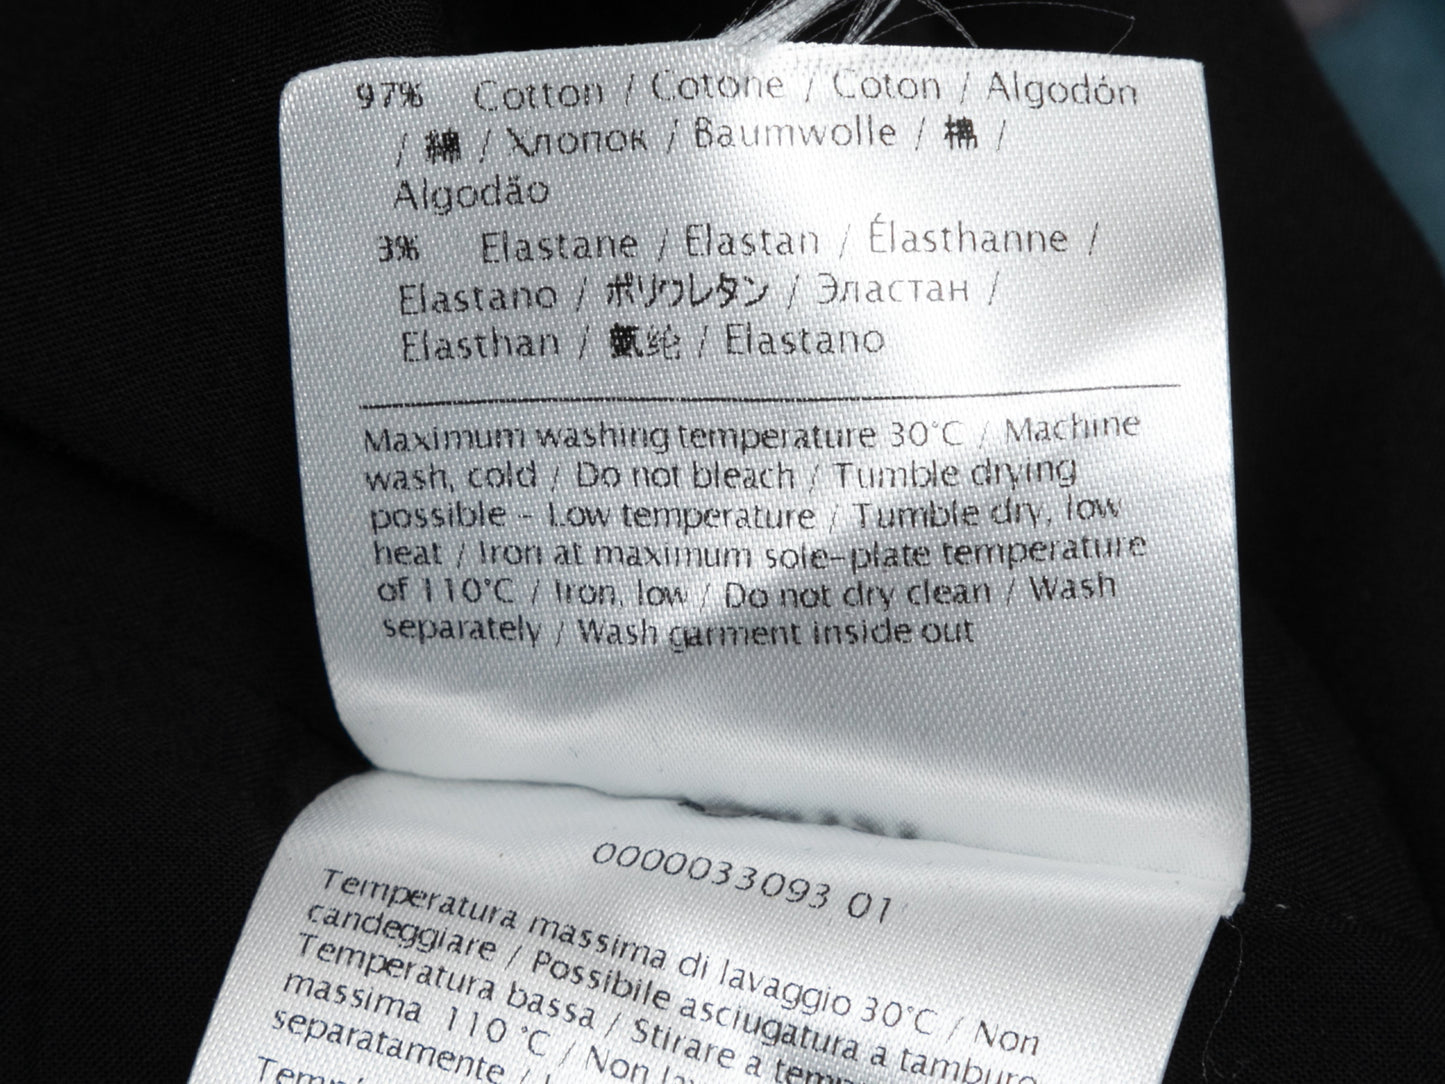 97% Cotton / Cotone / Coton / Algodón
/ 綿 / Хлопок / Baumwolle / 棉 /
Algodão
3% Elastane / Elastan / Élasthanne /
Elastano / ポリウレタン / Эластан /
Elasthan / 氨纶 / Elastano
Maximum washing temperature 30°C / Machine
wash, cold / Do not bleach / Tumble drying
possible - Low temperature / Tumble dry, low
heat / Iron at maximum sole-plate temperature
of 110°C / Iron, low / Do not dry clean / Wash
separately / Wash garment inside out
0000033093 01
Temperatura massima di lavaggio 30°C / Non
candeggiare / Possibile asciugatura a tamburo
Temperatura bassa / Stirare a
massima 110 °C / Non
separatamente /